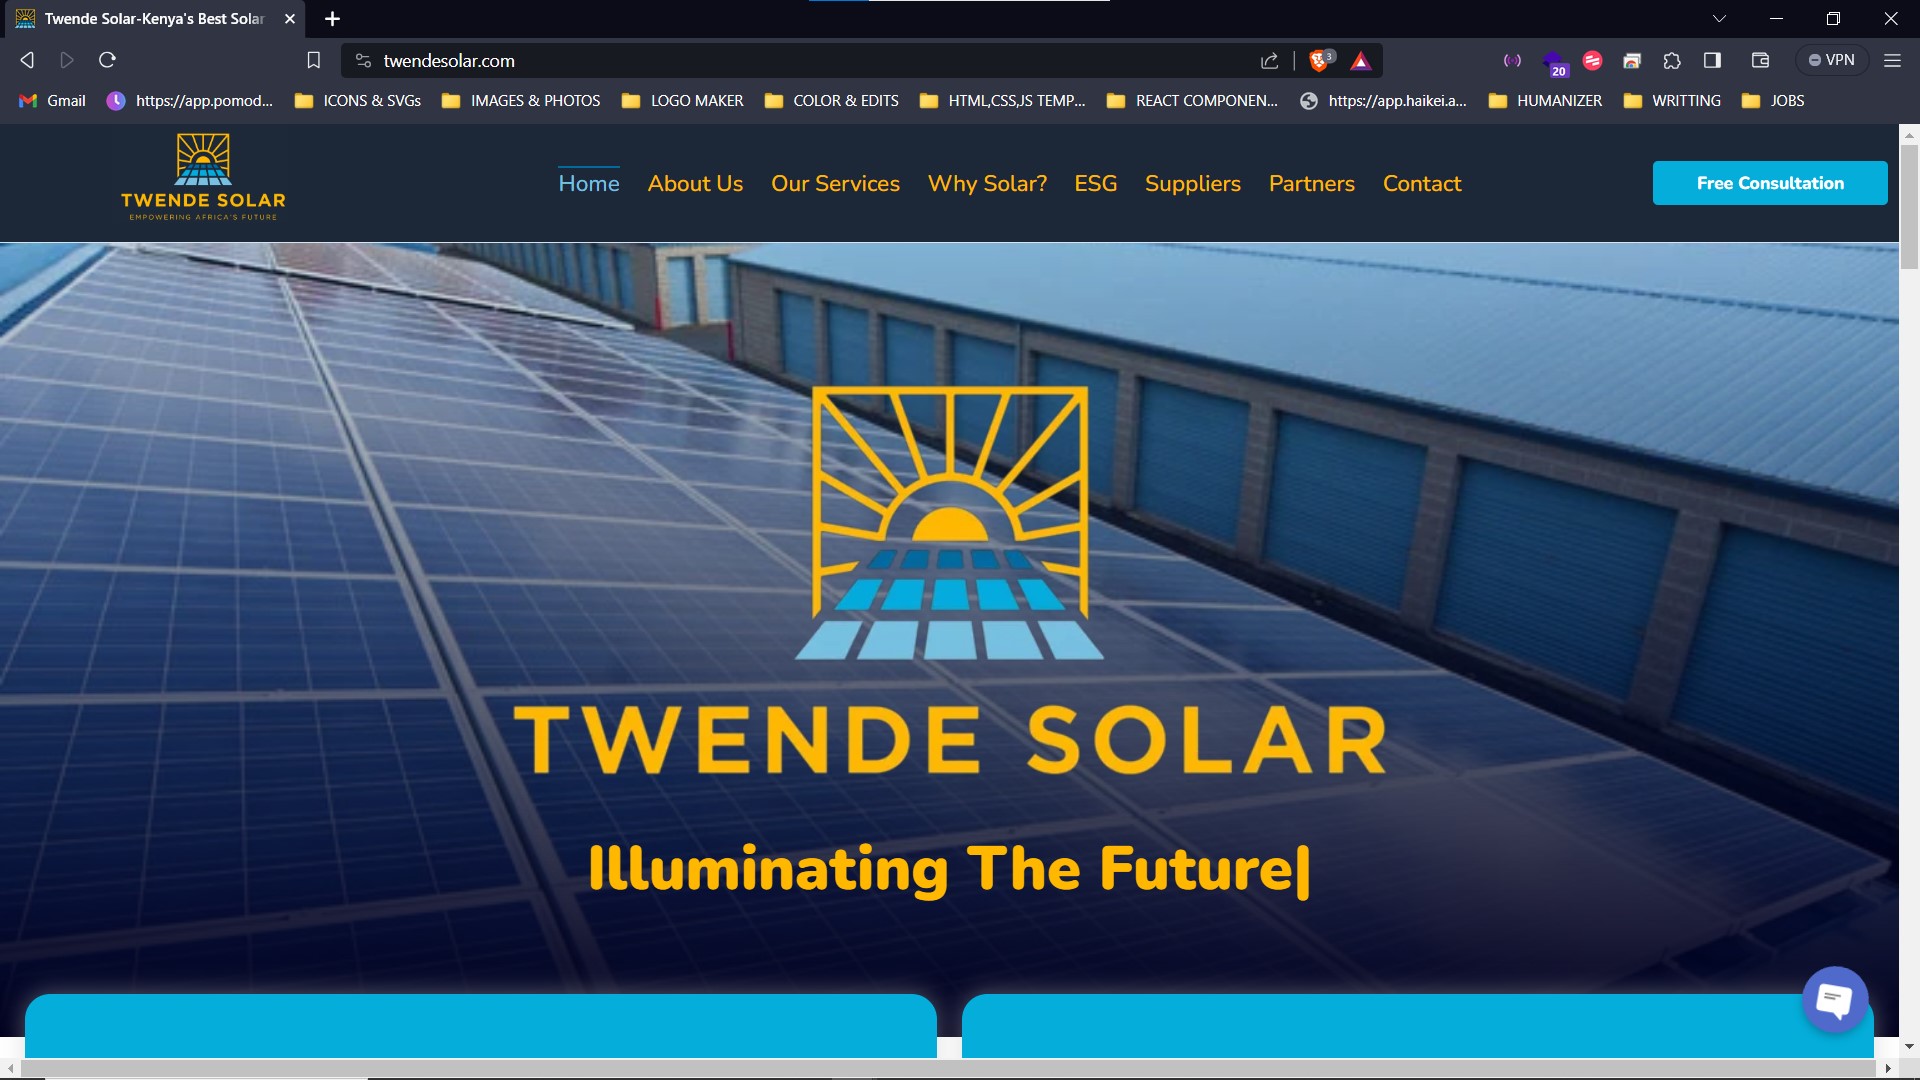 Twende Solar-Kenya's Best Solar
twendesolar.com
3
20
VPN
Gmail
https://app.pomod...
ICONS & SVGs
IMAGES & PHOTOS
LOGO MAKER
COLOR & EDITS
HTML,CSS,JS TEMP...
REACT COMPONEN...
https://app.haikei.a...
HUMANIZER
WRITTING
JOBS
TWENDE SOLAR
EMPOWERING AFRICA'S FUTURE
Home
About Us
Our Services
Why Solar?
ESG
Suppliers
Partners
Contact
Free Consultation
TWENDE SOLAR
Illuminating The Future|